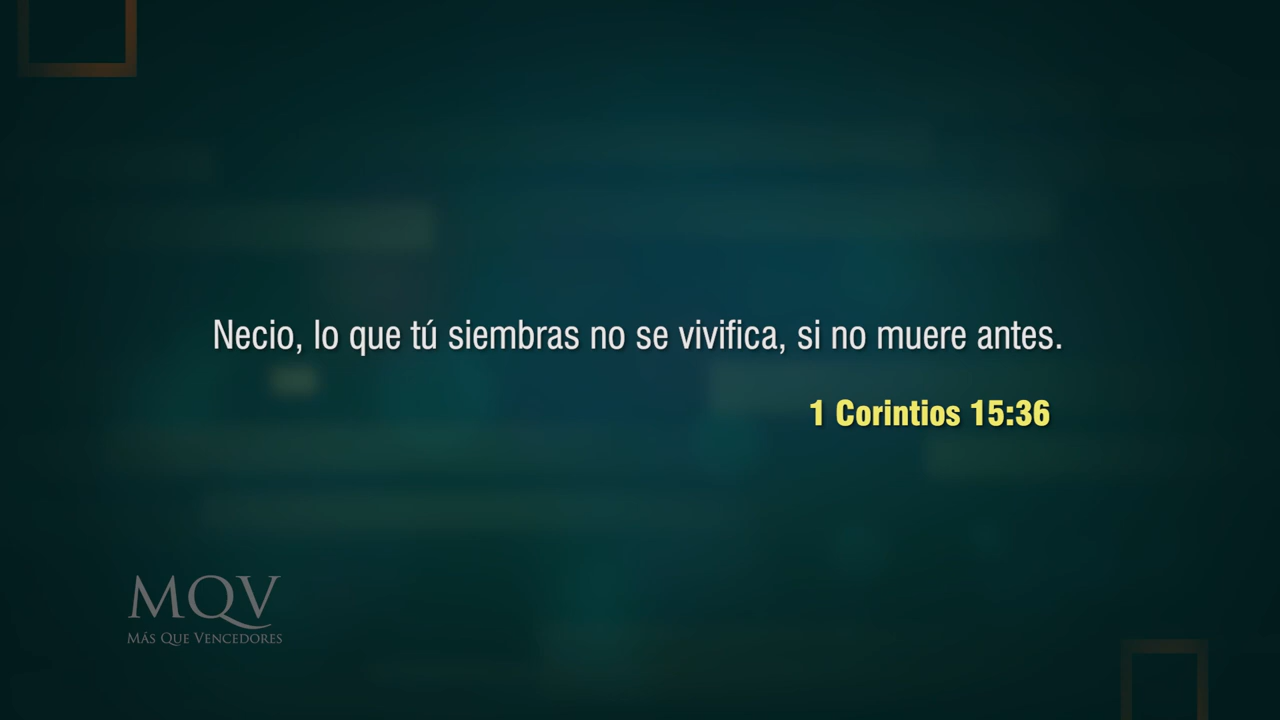 Necio, lo que tú siembras no se vivifica, si no muere antes.
1 Corintios 15:36
MQV
MÁS QUE VENCEDORES